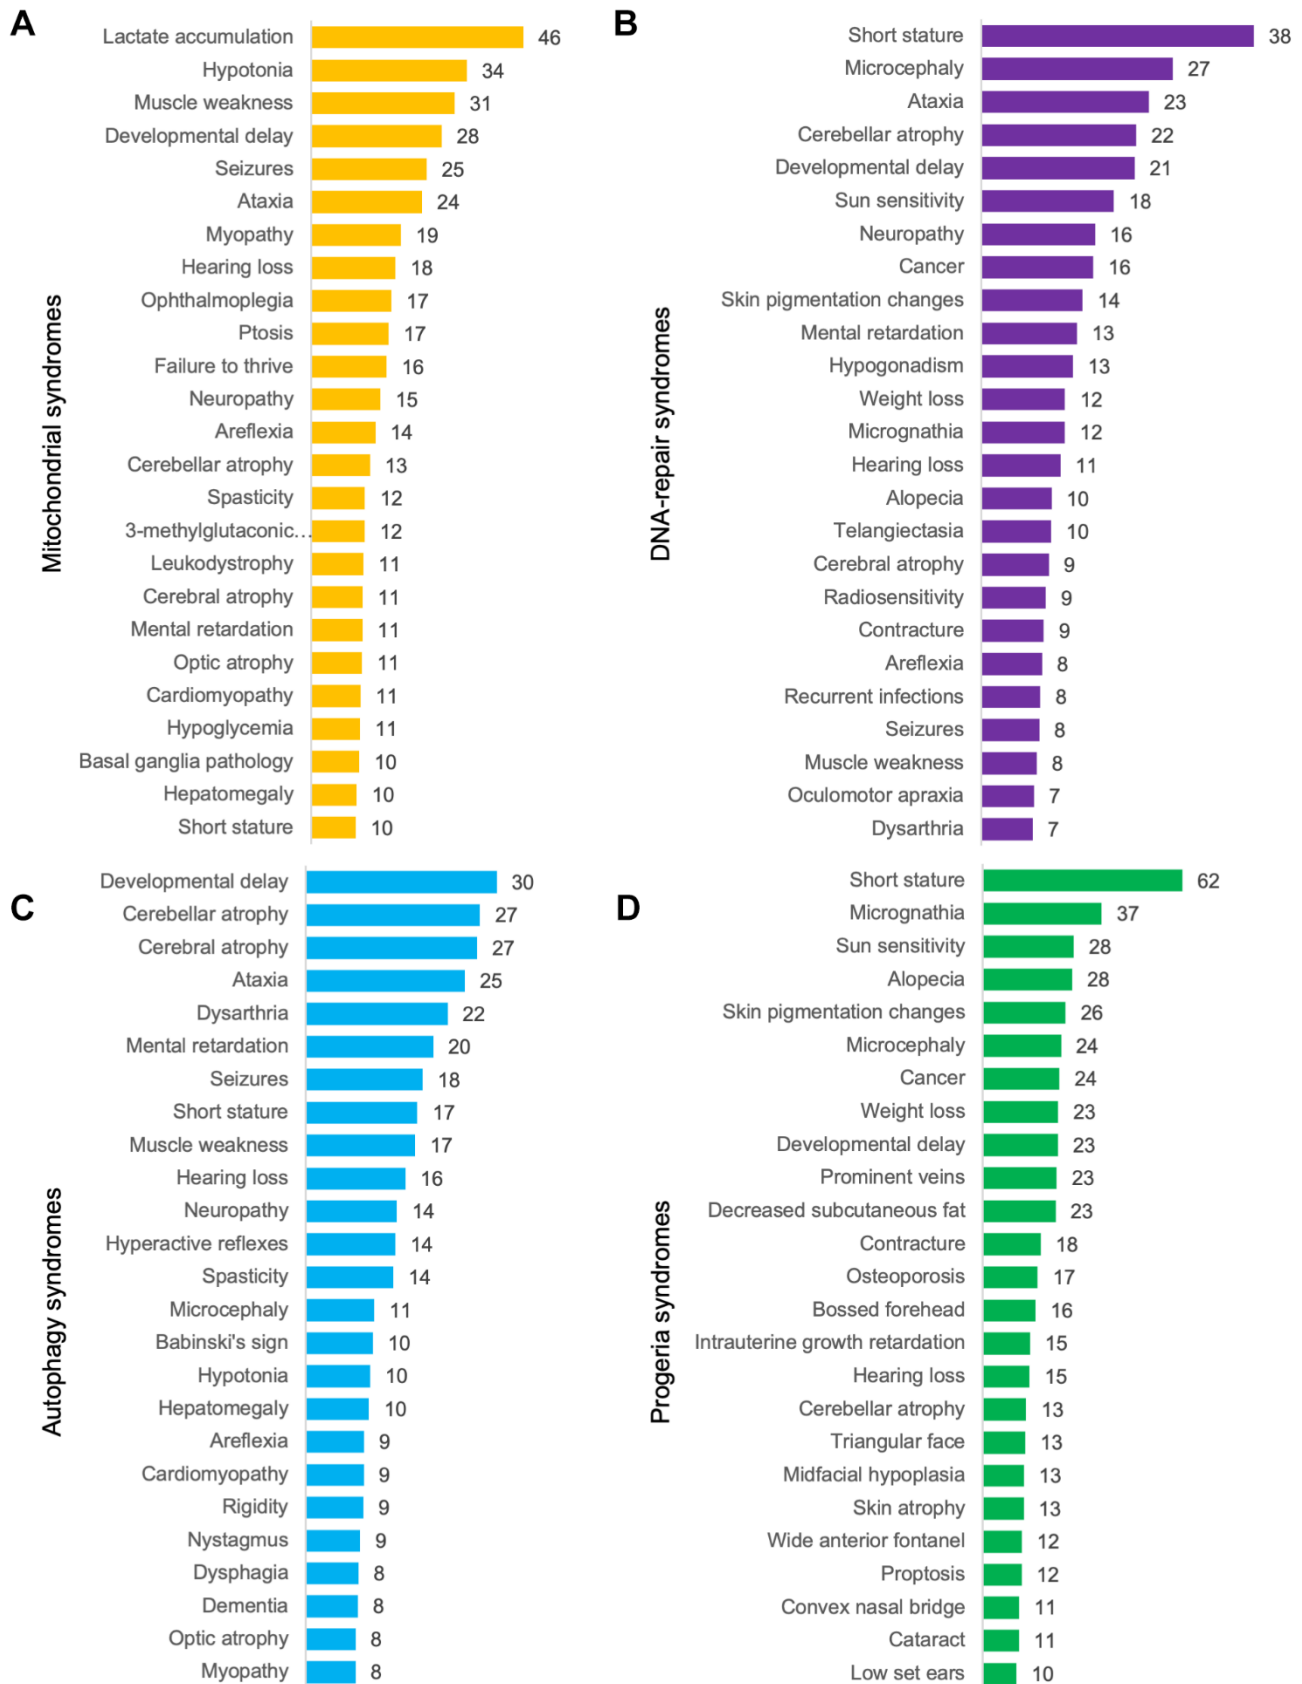 A
Mitochondrial syndromes
Lactate accumulation 46
Hypotonia 34
Muscle weakness 31
Developmental delay 28
Seizures 25
Ataxia 24
Myopathy 19
Hearing loss 18
Ophthalmoplegia 17
Ptosis 17
Failure to thrive 16
Neuropathy 15
Areflexia 14
Cerebellar atrophy 13
Spasticity 12
3-methylglutaconic... 12
Leukodystrophy 11
Cerebral atrophy 11
Mental retardation 11
Optic atrophy 11
Cardiomyopathy 11
Hypoglycemia 11
Basal ganglia pathology 10
Hepatomegaly 10
Short stature 10
B
DNA-repair syndromes
Short stature 38
Microcephaly 27
Ataxia 23
Cerebellar atrophy 22
Developmental delay 21
Sun sensitivity 18
Neuropathy 16
Cancer 16
Skin pigmentation changes 14
Mental retardation 13
Hypogonadism 13
Weight loss 12
Micrognathia 12
Hearing loss 11
Alopecia 10
Telangiectasia 10
Cerebral atrophy 9
Radiosensitivity 9
Contracture 9
Areflexia 8
Recurrent infections 8
Seizures 8
Muscle weakness 8
Oculomotor apraxia 7
Dysarthria 7
C
Autophagy syndromes
Developmental delay 30
Cerebellar atrophy 27
Cerebral atrophy 27
Ataxia 25
Dysarthria 22
Mental retardation 20
Seizures 18
Short stature 17
Muscle weakness 17
Hearing loss 16
Neuropathy 14
Hyperactive reflexes 14
Spasticity 14
Microcephaly 11
Babinski's sign 10
Hypotonia 10
Hepatomegaly 10
Areflexia 9
Cardiomyopathy 9
Rigidity 9
Nystagmus 9
Dysphagia 8
Dementia 8
Optic atrophy 8
Myopathy 8
D
Progeria syndromes
Short stature 62
Micrognathia 37
Sun sensitivity 28
Alopecia 28
Skin pigmentation changes 26
Microcephaly 24
Cancer 24
Weight loss 23
Developmental delay 23
Prominent veins 23
Decreased subcutaneous fat 23
Contracture 18
Osteoporosis 17
Bossed forehead 16
Intrauterine growth retardation 15
Hearing loss 15
Cerebellar atrophy 13
Triangular face 13
Midfacial hypoplasia 13
Skin atrophy 13
Wide anterior fontanel 12
Proptosis 12
Convex nasal bridge 11
Cataract 11
Low set ears 10